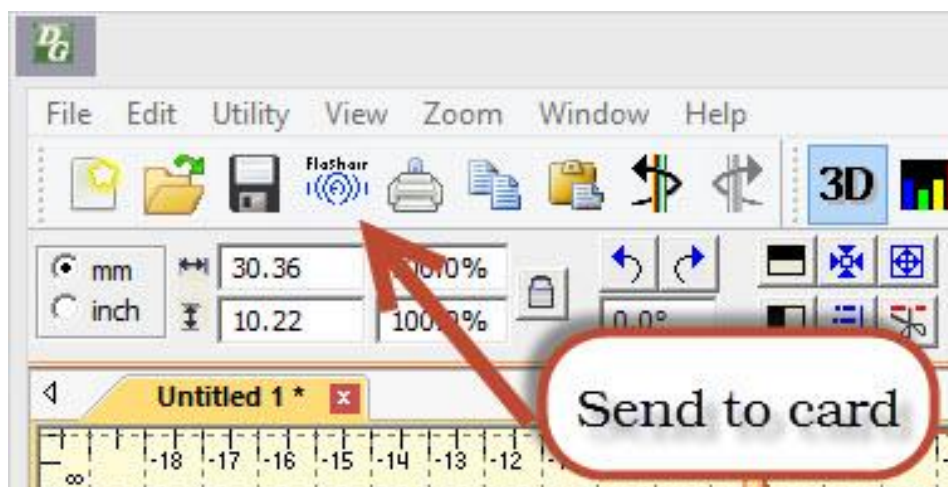 DG
File Edit Utility View Zoom Window Help
Flashair
3D
mm 30.36
inch 10.22 100.0%
0.0°
Untitled 1 *
Send to card
-18 -17 -16 -15 -14 -13 -12